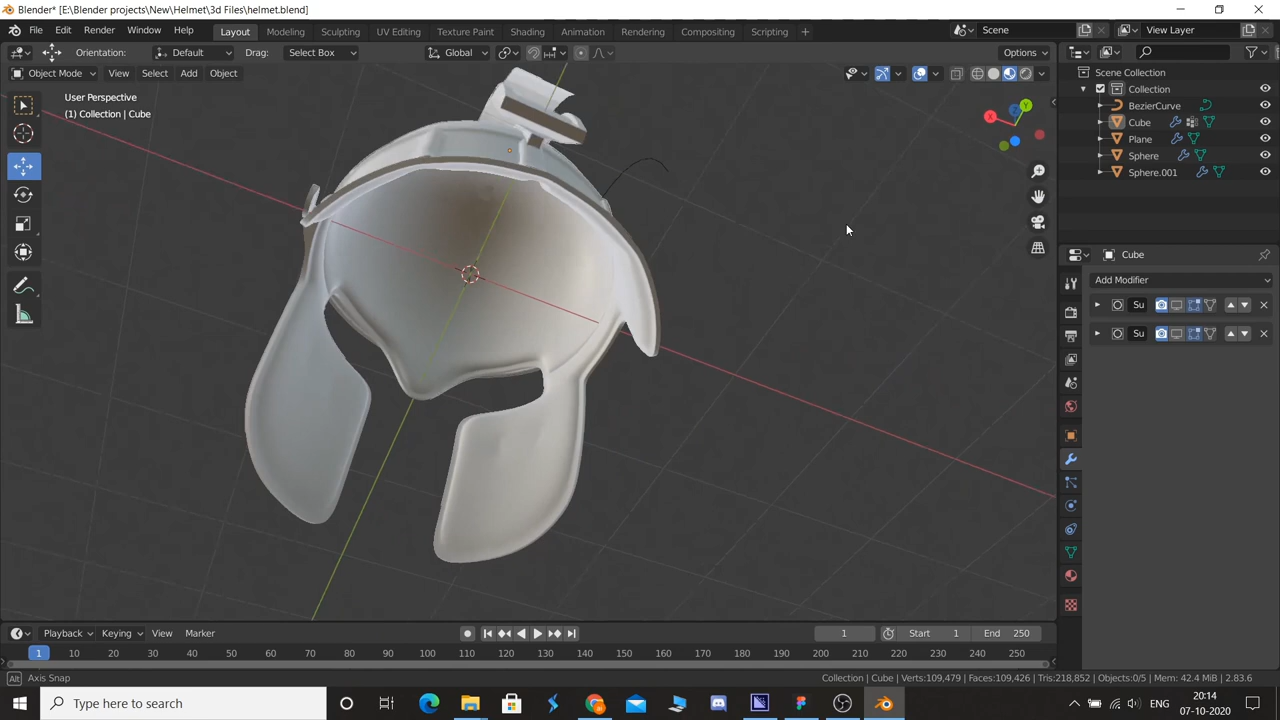 Blender* [E:\Blender projects\New\Helmet\3d Files\helmet.blend]
File Edit Render Window Help Layout Modeling Sculpting UV Editing Texture Paint Shading Animation Rendering Compositing Scripting + Scene View Layer
Orientation: Default Drag: Select Box Global Options
Object Mode View Select Add Object
User Perspective
(1) Collection | Cube
X Y Z
Scene Collection
Collection
BezierCurve
Cube
Plane
Sphere
Sphere.001
Cube
Add Modifier
Su
Su
Playback Keying View Marker 1 Start 1 End 250
1 10 20 30 40 50 60 70 80 90 100 110 120 130 140 150 160 170 180 190 200 210 220 230 240 250
Alt Axis Snap Collection | Cube | Verts:109,479 | Faces:109,426 | Tris:218,852 | Objects:0/5 | Mem: 42.4 MiB | 2.83.6
Type here to search
ENG
20:14
07-10-2020